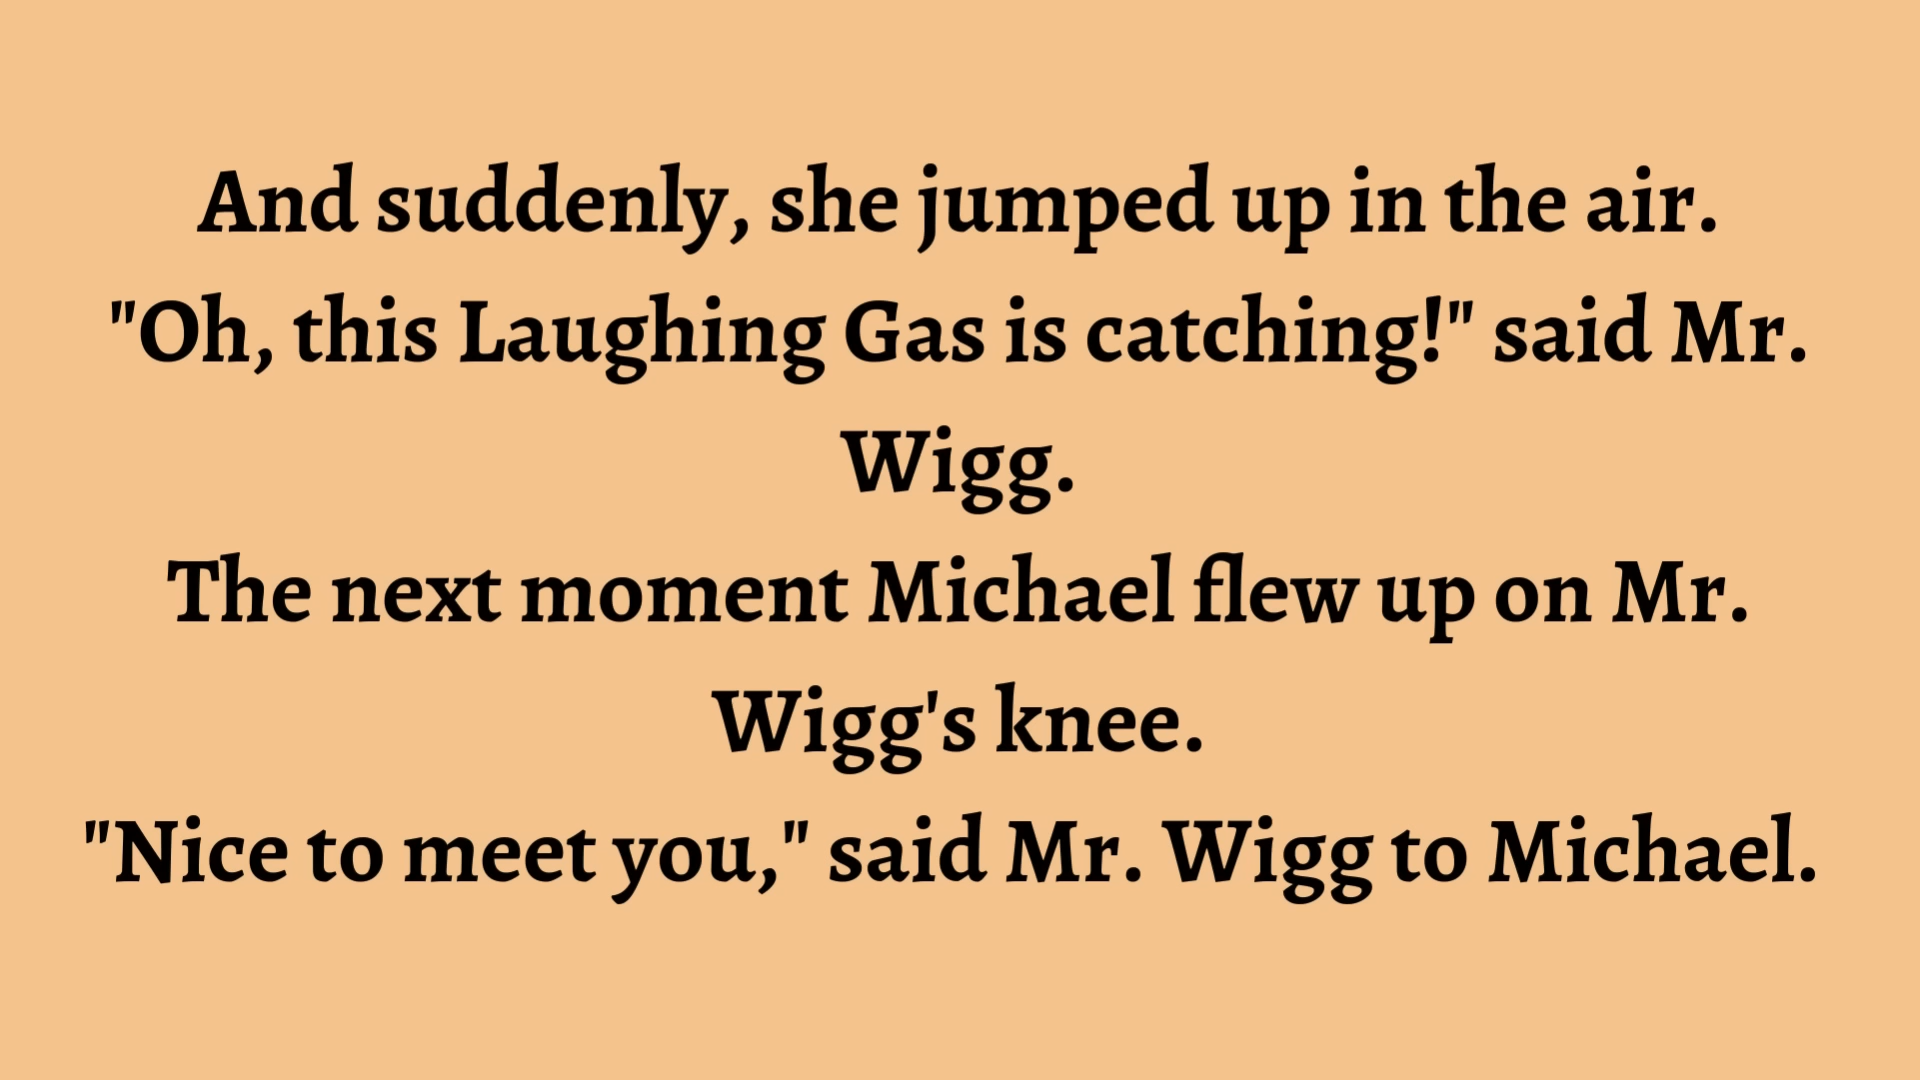 And suddenly, she jumped up in the air.
"Oh, this Laughing Gas is catching!" said Mr.
Wigg.
The next moment Michael flew up on Mr.
Wigg's knee.
"Nice to meet you," said Mr. Wigg to Michael.